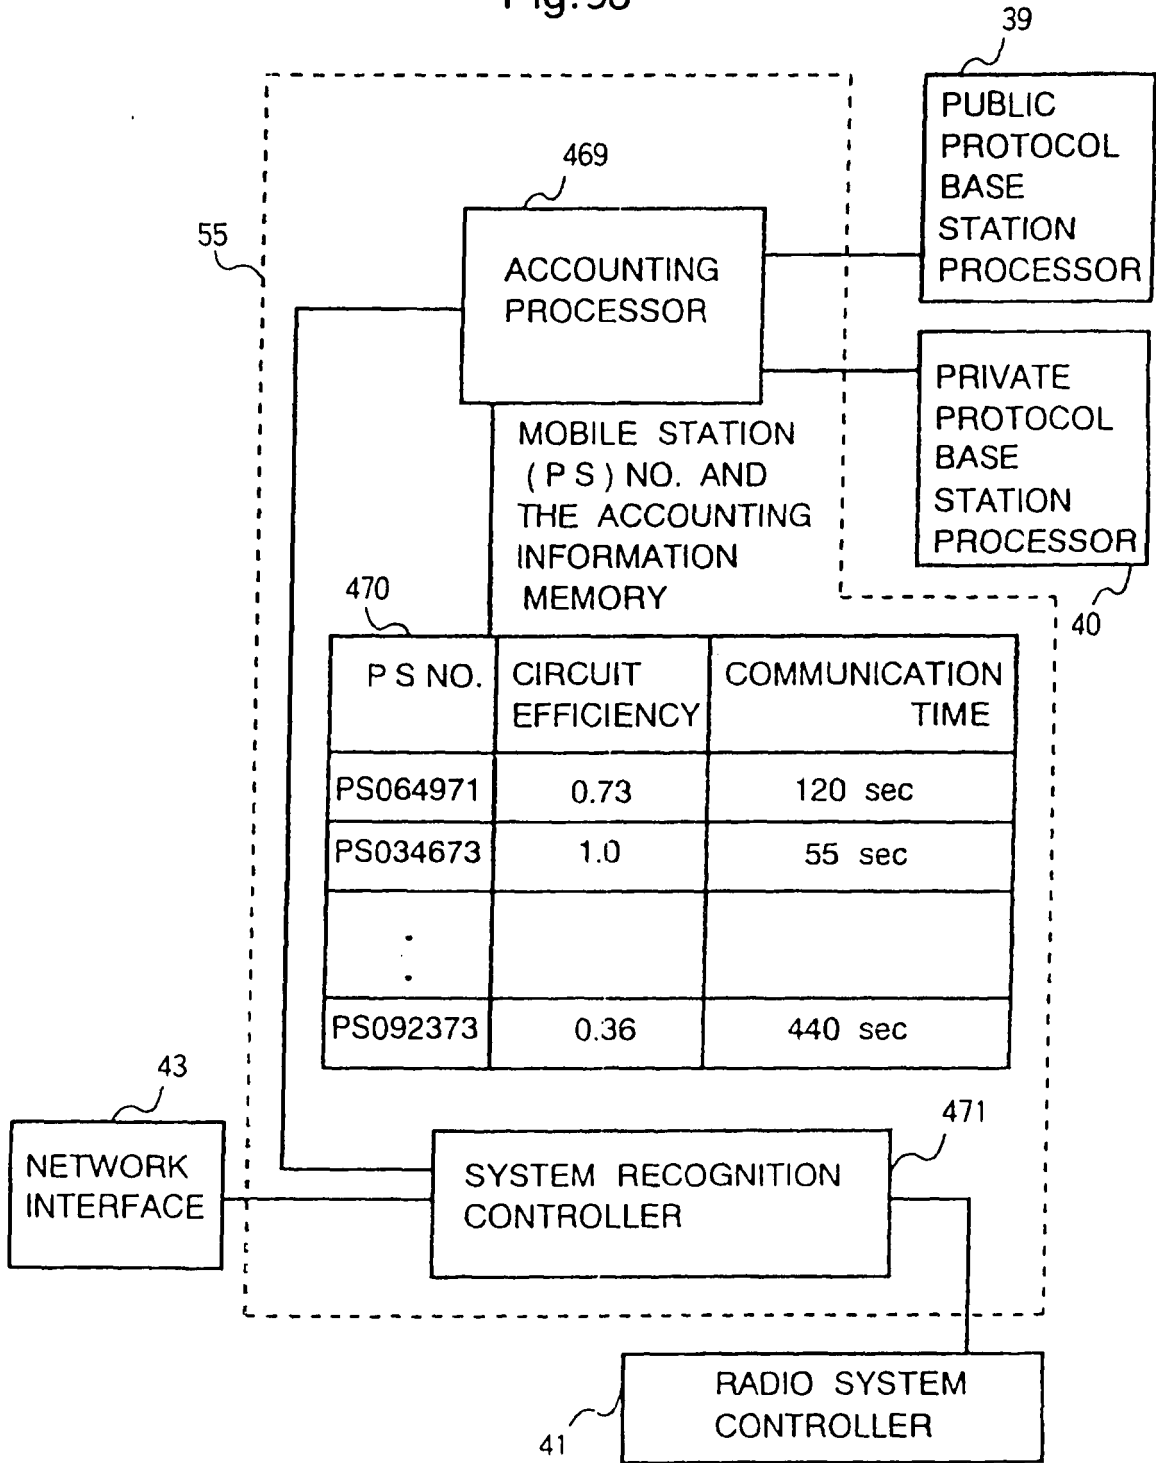 39
PUBLIC
PROTOCOL
BASE
STATION
PROCESSOR
469
55
ACCOUNTING
PROCESSOR
PRIVATE
PROTOCOL
BASE
STATION
PROCESSOR
40
MOBILE STATION
(PS) NO. AND
THE ACCOUNTING
INFORMATION
MEMORY
470
PS NO. CIRCUIT EFFICIENCY COMMUNICATION TIME
PS064971 0.73 120 sec
PS034673 1.0 55 sec
PS092373 0.36 440 sec
43
NETWORK
INTERFACE
471
SYSTEM RECOGNITION
CONTROLLER
RADIO SYSTEM
CONTROLLER
41